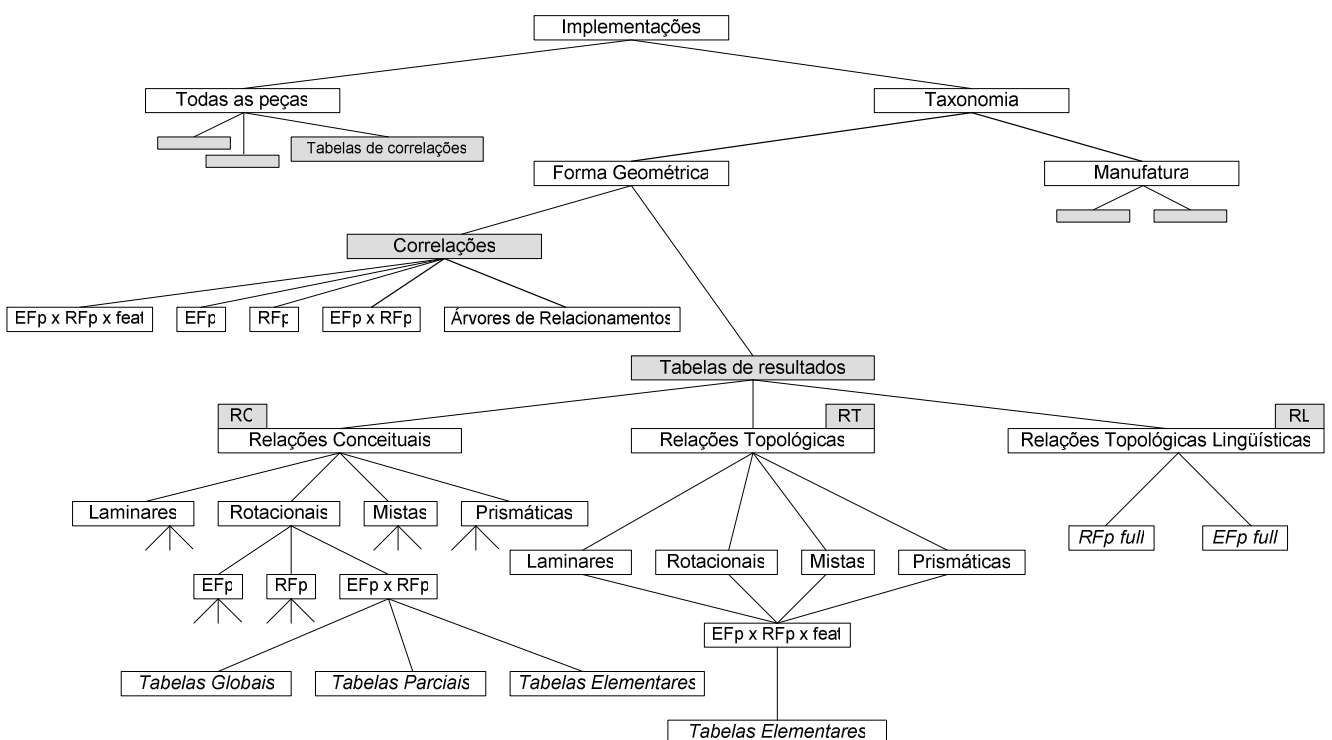 Implementações
Todas as peças
Taxonomia
Tabelas de correlações
Forma Geométrica
Manufatura
Correlações
EFp x RFp x feat
EFp
RFp
EFp x RFp
Árvores de Relacionamentos
Tabelas de resultados
RC
RT
RL
Relações Conceituais
Relações Topológicas
Relações Topológicas Lingüísticas
Laminares
Rotacionais
Mistas
Prismáticas
RFp full
EFp full
Laminares
Rotacionais
Mistas
Prismáticas
EFp
RFp
EFp x RFp
EFp x RFp x feat
Tabelas Globais
Tabelas Parciais
Tabelas Elementares
Tabelas Elementares